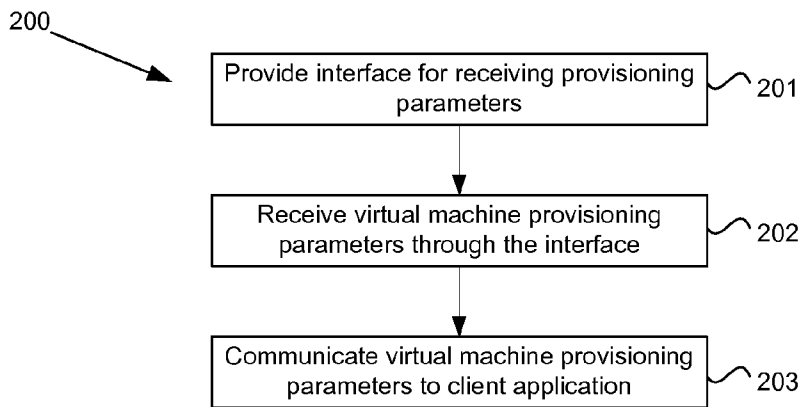 200
Provide interface for receiving provisioning
parameters
201
Receive virtual machine provisioning
parameters through the interface
202
Communicate virtual machine provisioning
parameters to client application
203